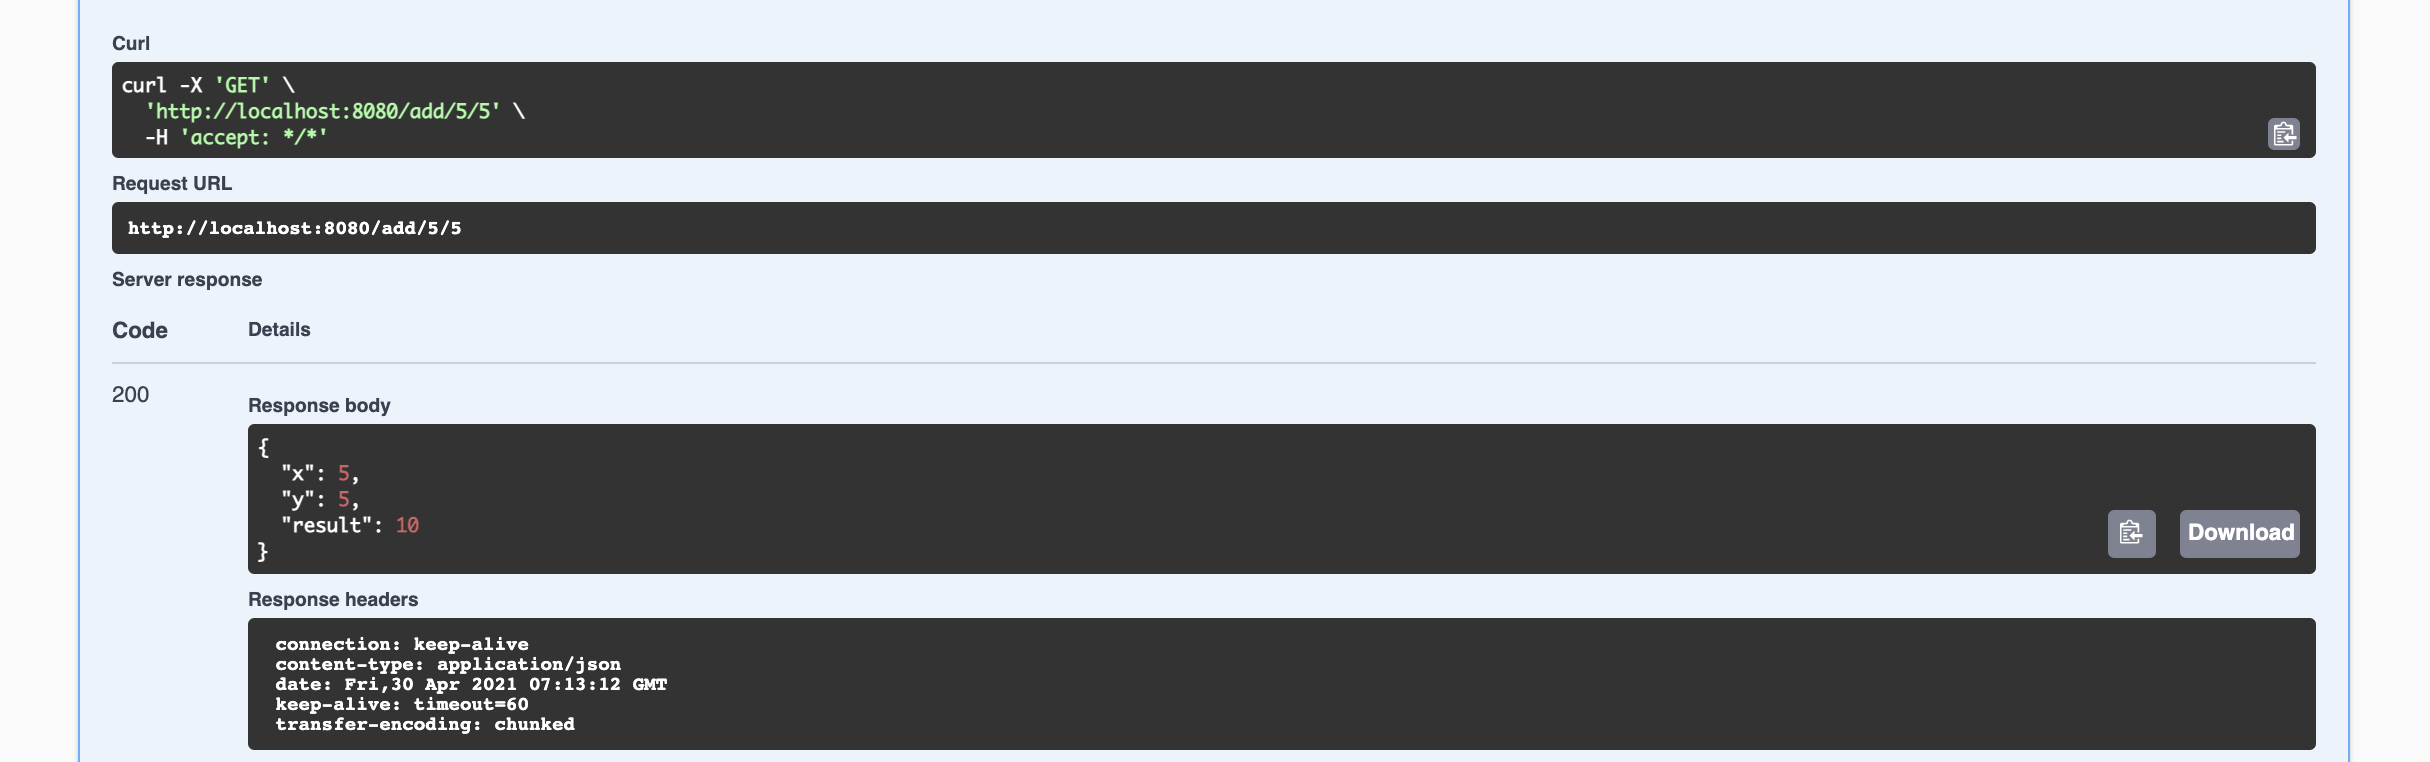 Curl
curl -X 'GET' \
  'http://localhost:8080/add/5/5' \
  -H 'accept: */*'
Request URL
http://localhost:8080/add/5/5
Server response
Code Details
200
Response body
{
  "x": 5,
  "y": 5,
  "result": 10
}
Download
Response headers
connection: keep-alive
content-type: application/json
date: Fri,30 Apr 2021 07:13:12 GMT
keep-alive: timeout=60
transfer-encoding: chunked